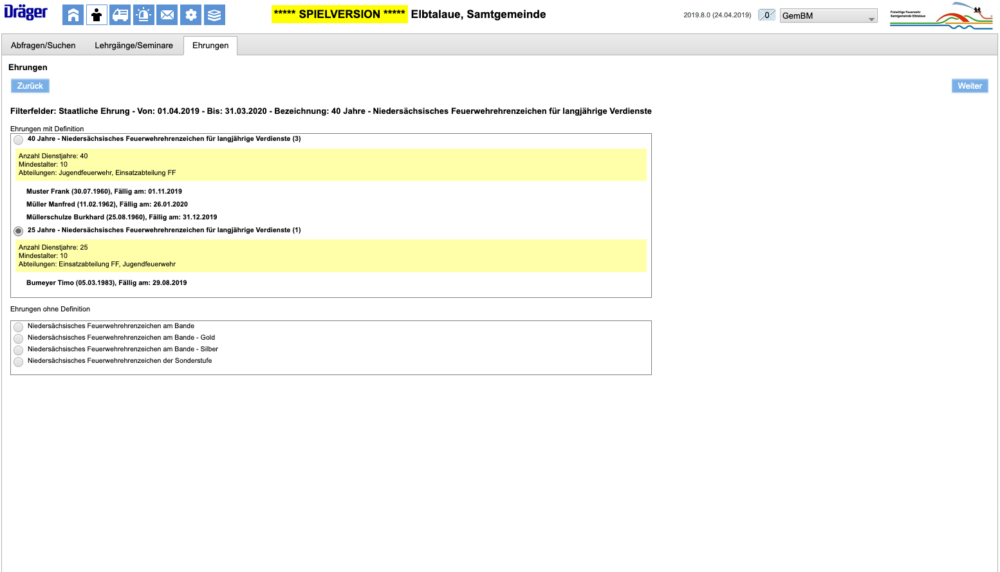 Dräger
***** SPIELVERSION ***** Elbtalaue, Samtgemeinde
2019.8.0 (24.04.2019)
0
GemBM
Freiwillige Feuerwehr
Samtgemeinde Elbtalaue
Abfragen/Suchen
Lehrgänge/Seminare
Ehrungen
Ehrungen
Zurück
Weiter
Filterfelder: Staatliche Ehrung - Von: 01.04.2019 - Bis: 31.03.2020 - Bezeichnung: 40 Jahre - Niedersächsisches Feuerwehrehrenzeichen für langjährige Verdienste
Ehrungen mit Definition
40 Jahre - Niedersächsisches Feuerwehrehrenzeichen für langjährige Verdienste (3)
Anzahl Dienstjahre: 40
Mindestalter: 10
Abteilungen: Jugendfeuerwehr, Einsatzabteilung FF
Muster Frank (30.07.1960), Fällig am: 01.11.2019
Müller Manfred (11.02.1962), Fällig am: 26.01.2020
Müllerschulze Burkhard (25.08.1960), Fällig am: 31.12.2019
25 Jahre - Niedersächsisches Feuerwehrehrenzeichen für langjährige Verdienste (1)
Anzahl Dienstjahre: 25
Mindestalter: 10
Abteilungen: Einsatzabteilung FF, Jugendfeuerwehr
Bumeyer Timo (05.03.1983), Fällig am: 29.08.2019
Ehrungen ohne Definition
Niedersächsisches Feuerwehrehrenzeichen am Bande
Niedersächsisches Feuerwehrehrenzeichen am Bande - Gold
Niedersächsisches Feuerwehrehrenzeichen am Bande - Silber
Niedersächsisches Feuerwehrehrenzeichen der Sonderstufe